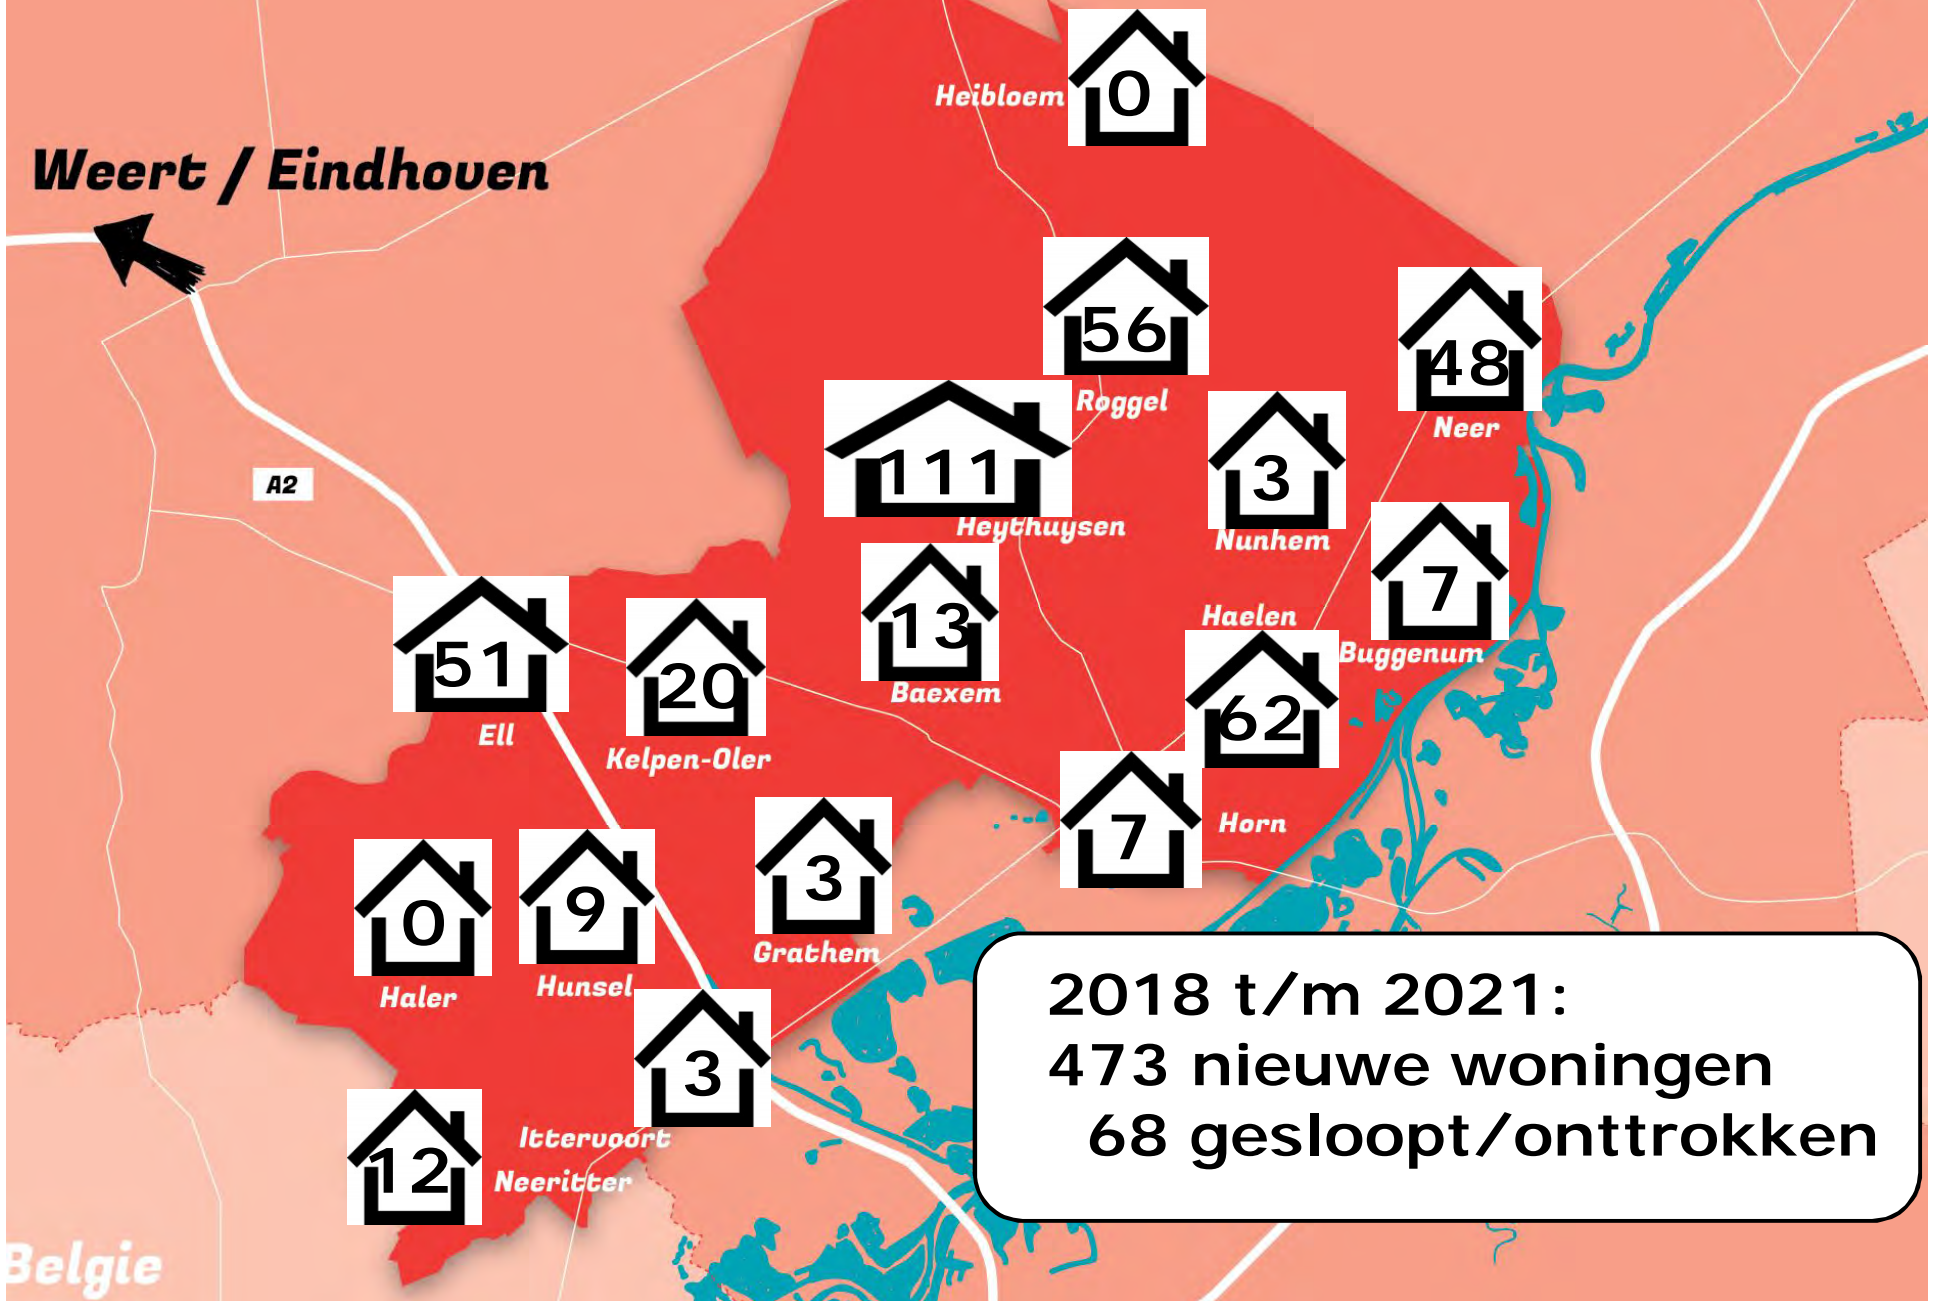 0
Heibloem
Weert / Eindhoven
56
48
Roggel
Neer
111
3
A2
Heythuysen
Nunhem
7
13
Haelen
51
20
Buggenum
Baexem
62
Ell
Kelpen-Oler
7
Horn
3
0
9
Grathem
Haler
Hunsel
3
2018 t/m 2021:
473 nieuwe woningen
68 gesloopt/onttrokken
12
Ittervoort
Neeritter
Belgie